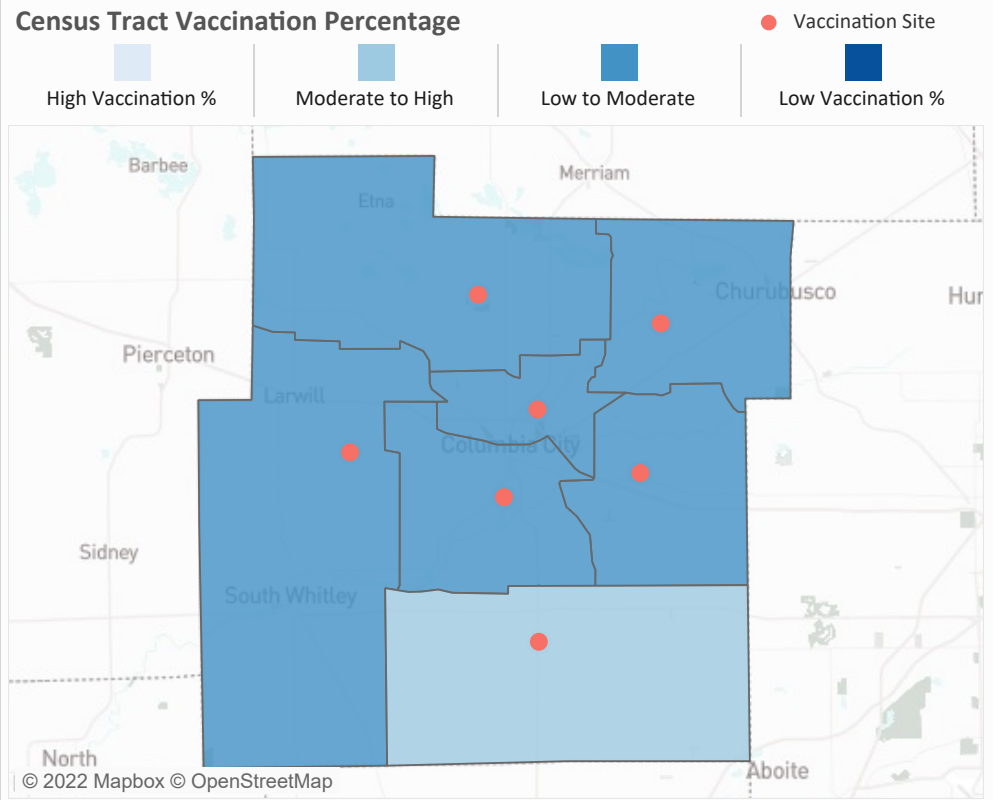 Census Tract Vaccination Percentage
Vaccination Site
High Vaccination %
Moderate to High
Low to Moderate
Low Vaccination %
Barbee
Merriam
Etna
Churubusco
Hur
Pierceton
Larwill
Columbia City
Sidney
South Whitley
North
Aboite
© 2022 Mapbox © OpenStreetMap